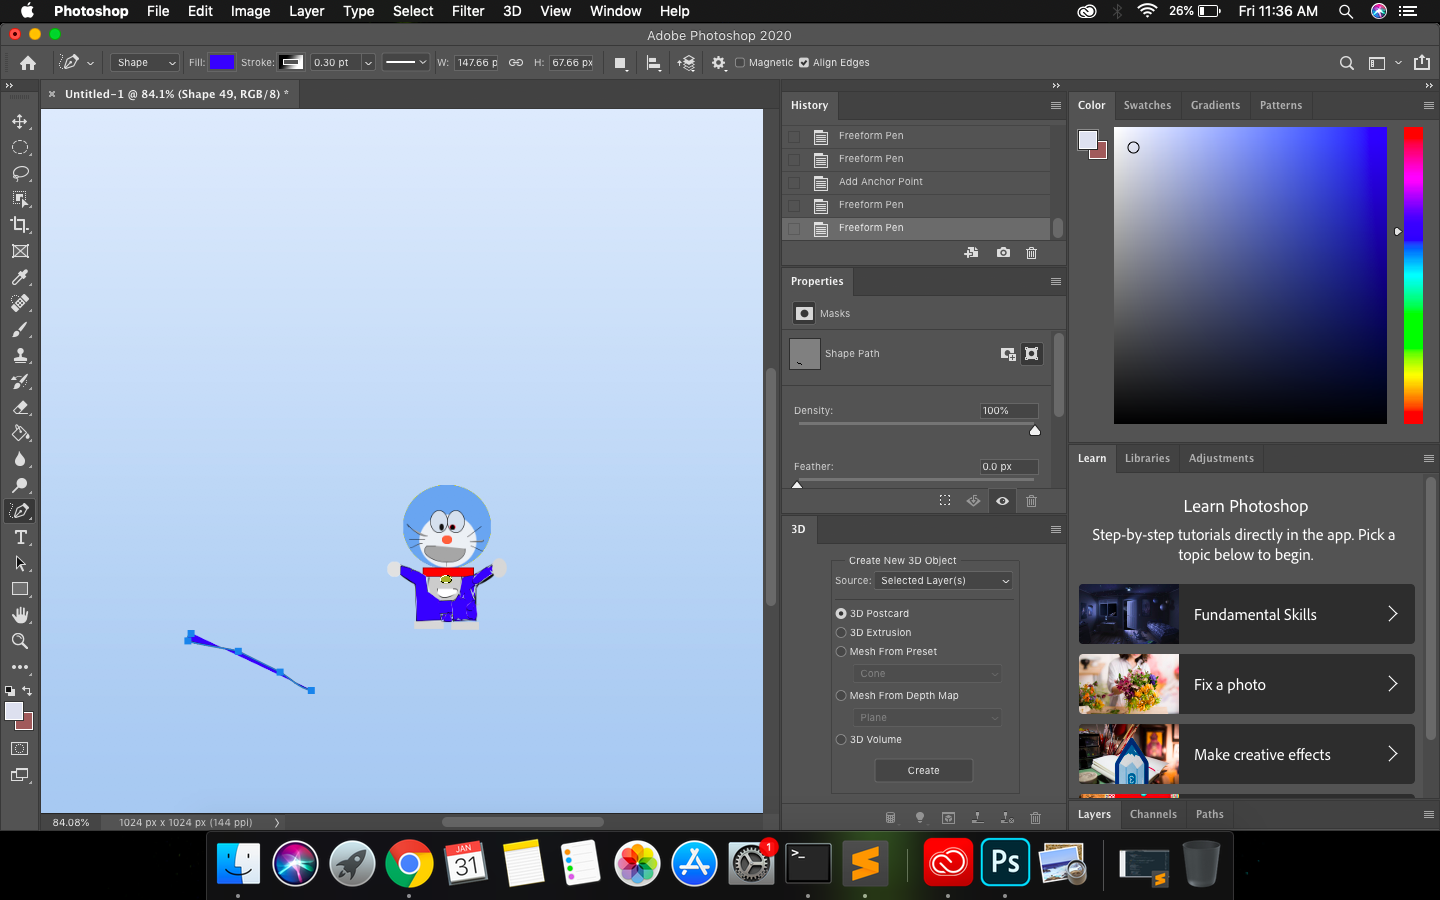 Photoshop File Edit Image Layer Type Select Filter 3D View Window Help 26% Fri 11:36 AM
Adobe Photoshop 2020
Shape Fill: Stroke: 0.30 pt W: 147.66 p H: 67.66 px Magnetic Align Edges
Untitled-1 @ 84.1% (Shape 49, RGB/8) *
History
Freeform Pen
Freeform Pen
Add Anchor Point
Freeform Pen
Freeform Pen
Properties
Masks
Shape Path
Density: 100%
Feather: 0.0 px
3D
Create New 3D Object
Source: Selected Layer(s)
3D Postcard
3D Extrusion
Mesh From Preset
Cone
Mesh From Depth Map
Plane
3D Volume
Create
Color Swatches Gradients Patterns
Learn Libraries Adjustments
Learn Photoshop
Step-by-step tutorials directly in the app. Pick a
topic below to begin.
Fundamental Skills
Fix a photo
Make creative effects
Layers Channels Paths
84.08% 1024 px x 1024 px (144 ppi)
JAN
31
1
>_
Ps